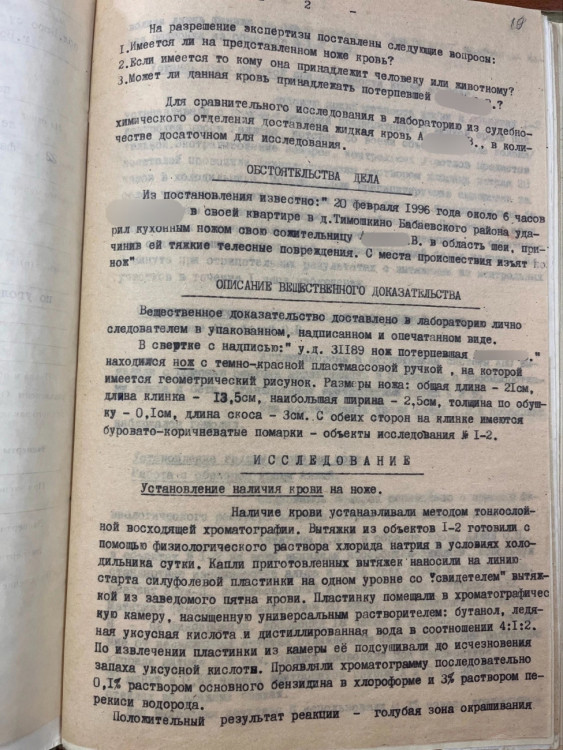 2
19
На разрешение экспертизы поставлены следующие вопросы:
1.Имеется ли на представленном ноже кровь?
2.Если имеется то кому она принадлежит человеку или животному?
3.Может ли данная кровь принадлежать потерпевшей .?
Для сравнительного исследования в лабораторию из судебно-
химического отделения доставлена жидкая кровь А В., в коли-
честве досаточном для исследования.
ОБСТОЯТЕЛЬСТВА ДЕЛА
Из постановления известно:" 20 февраля 1996 года около 6 часов
в своей квартире в д.Тимошкино Бабаевского района уда-
рил кухонным ножом свою сожительницу В. в область шеи, при-
чинив ей тяжкие телесные повреждения. С места происшествия изъят
нож"
ОПИСАНИЕ ВЕЩЕСТВЕННОГО ДОКАЗАТЕЛЬСТВА
Вещественное доказательство доставлено в лабораторию лично
следователем в упакованном, надписанном и опечатанном виде.
В свертке с надписью:" у.д. 31189 нож потерпевшая ."
находился нож с темно-красной пластмассовой ручкой , на которой
имеется геометрический рисунок. Размеры ножа: общая длина - 21см,
длина клинка - 13,5см, наибольшая ширина - 2,5см, толщина по обуш-
ку - 0,1см, длина скоса - 3см. С обеих сторон на клинке имеются
буровато-коричневатые помарки - объекты исследования № 1-2.
ИССЛЕДОВАНИЕ
Установление наличия крови на ноже.
Наличие крови устанавливали методом тонкослой-
ной восходящей хроматографии. Вытяжки из объектов 1-2 готовили с
помощью физиологического раствора хлорида натрия в условиях холо-
дильника сутки. Капли приготовленных вытяжек наносили на линию
старта силуфоловой пластинки на одном уровне со "свидетелем" вытяж-
кой из заведомого пятна крови. Пластинку помещали в хроматографичес
кую камеру, насыщенную универсальным растворителем: бутанол, ледя-
ная уксусная кислота и дистиллированная вода в соотношении 4:1:2.
По извлечении пластинки из камеры её подсушивали до исчезновения
запаха уксусной кислоты. Проявляли хроматограмму последовательно
0,1% раствором основного бензидина в хлороформе и 3% раствором пе-
рекиси водорода.
Положительный результат реакции - голубая зона окрашивания